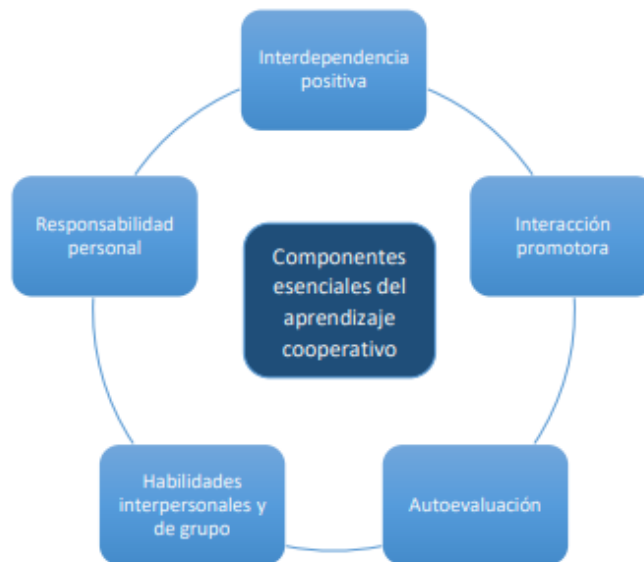 Interdependencia
positiva
Responsabilidad
personal
Interacción
promotora
Componentes
esenciales del
aprendizaje
cooperativo
Habilidades
interpersonales y
de grupo
Autoevaluación